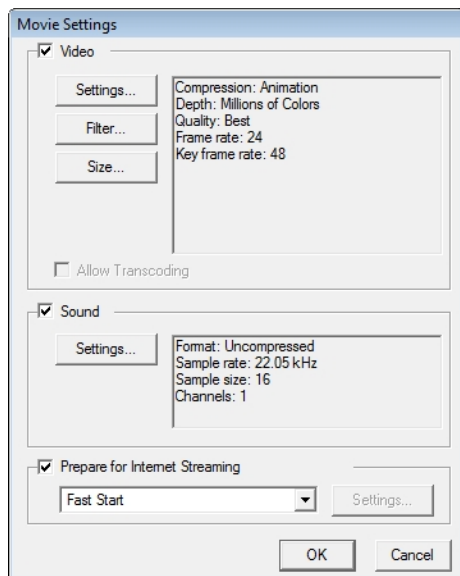 Movie Settings
Video
Settings...
Filter...
Size...
Compression: Animation
Depth: Millions of Colors
Quality: Best
Frame rate: 24
Key frame rate: 48
Allow Transcoding
Sound
Settings...
Format: Uncompressed
Sample rate: 22.05 kHz
Sample size: 16
Channels: 1
Prepare for Internet Streaming
Fast Start
Settings...
OK
Cancel